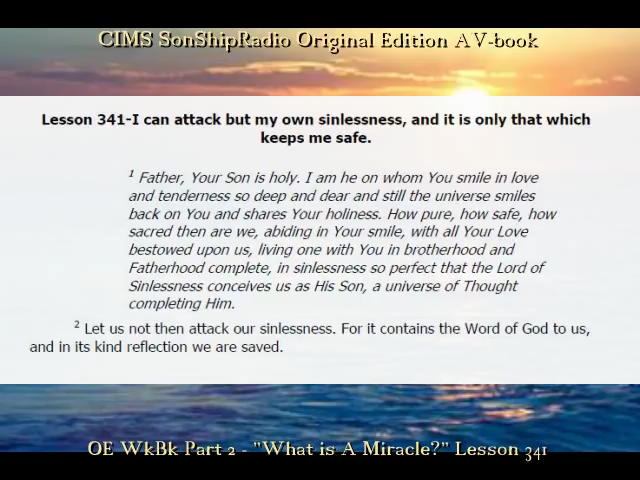 CIMS SonShipRadio Original Edition AV-book
Lesson 341-I can attack but my own sinlessness, and it is only that which
keeps me safe.
1 Father, Your Son is holy. I am he on whom You smile in love
and tenderness so deep and dear and still the universe smiles
back on You and shares Your holiness. How pure, how safe, how
sacred then are we, abiding in Your smile, with all Your Love
bestowed upon us, living one with You in brotherhood and
Fatherhood complete, in sinlessness so perfect that the Lord of
Sinlessness conceives us as His Son, a universe of Thought
completing Him.
2 Let us not then attack our sinlessness. For it contains the Word of God to us,
and in its kind reflection we are saved.
OE WkBk Part 2 - "What is A Miracle?" Lesson 341